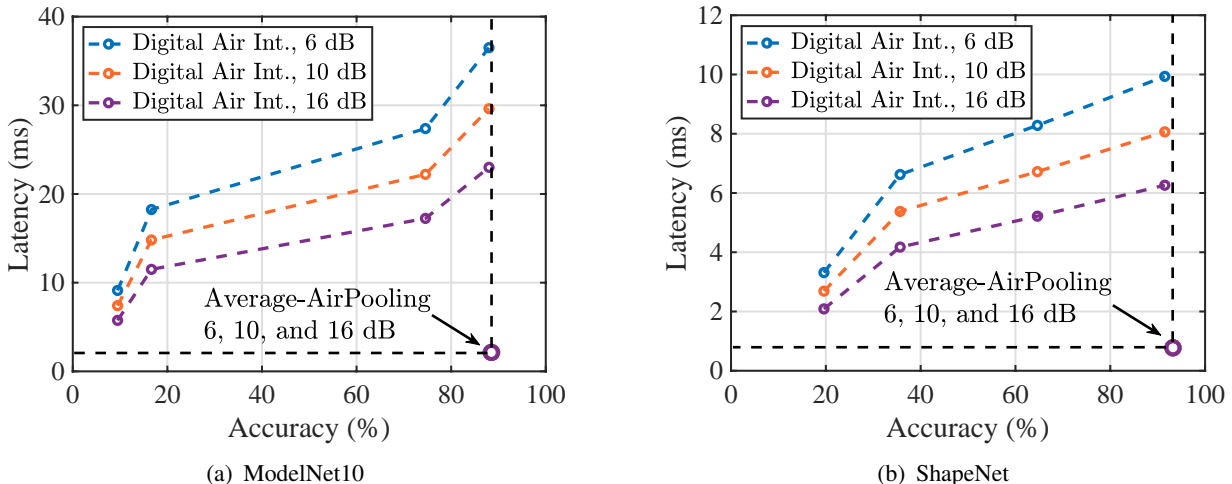 40
30
20
10
0
Latency (ms)
Digital Air Int., 6 dB
Digital Air Int., 10 dB
Digital Air Int., 16 dB
Average-AirPooling
6, 10, and 16 dB
0 20 40 60 80 100
Accuracy (%)
(a) ModelNet10
12
10
8
6
4
2
0
Latency (ms)
Digital Air Int., 6 dB
Digital Air Int., 10 dB
Digital Air Int., 16 dB
Average-AirPooling
6, 10, and 16 dB
0 20 40 60 80 100
Accuracy (%)
(b) ShapeNet